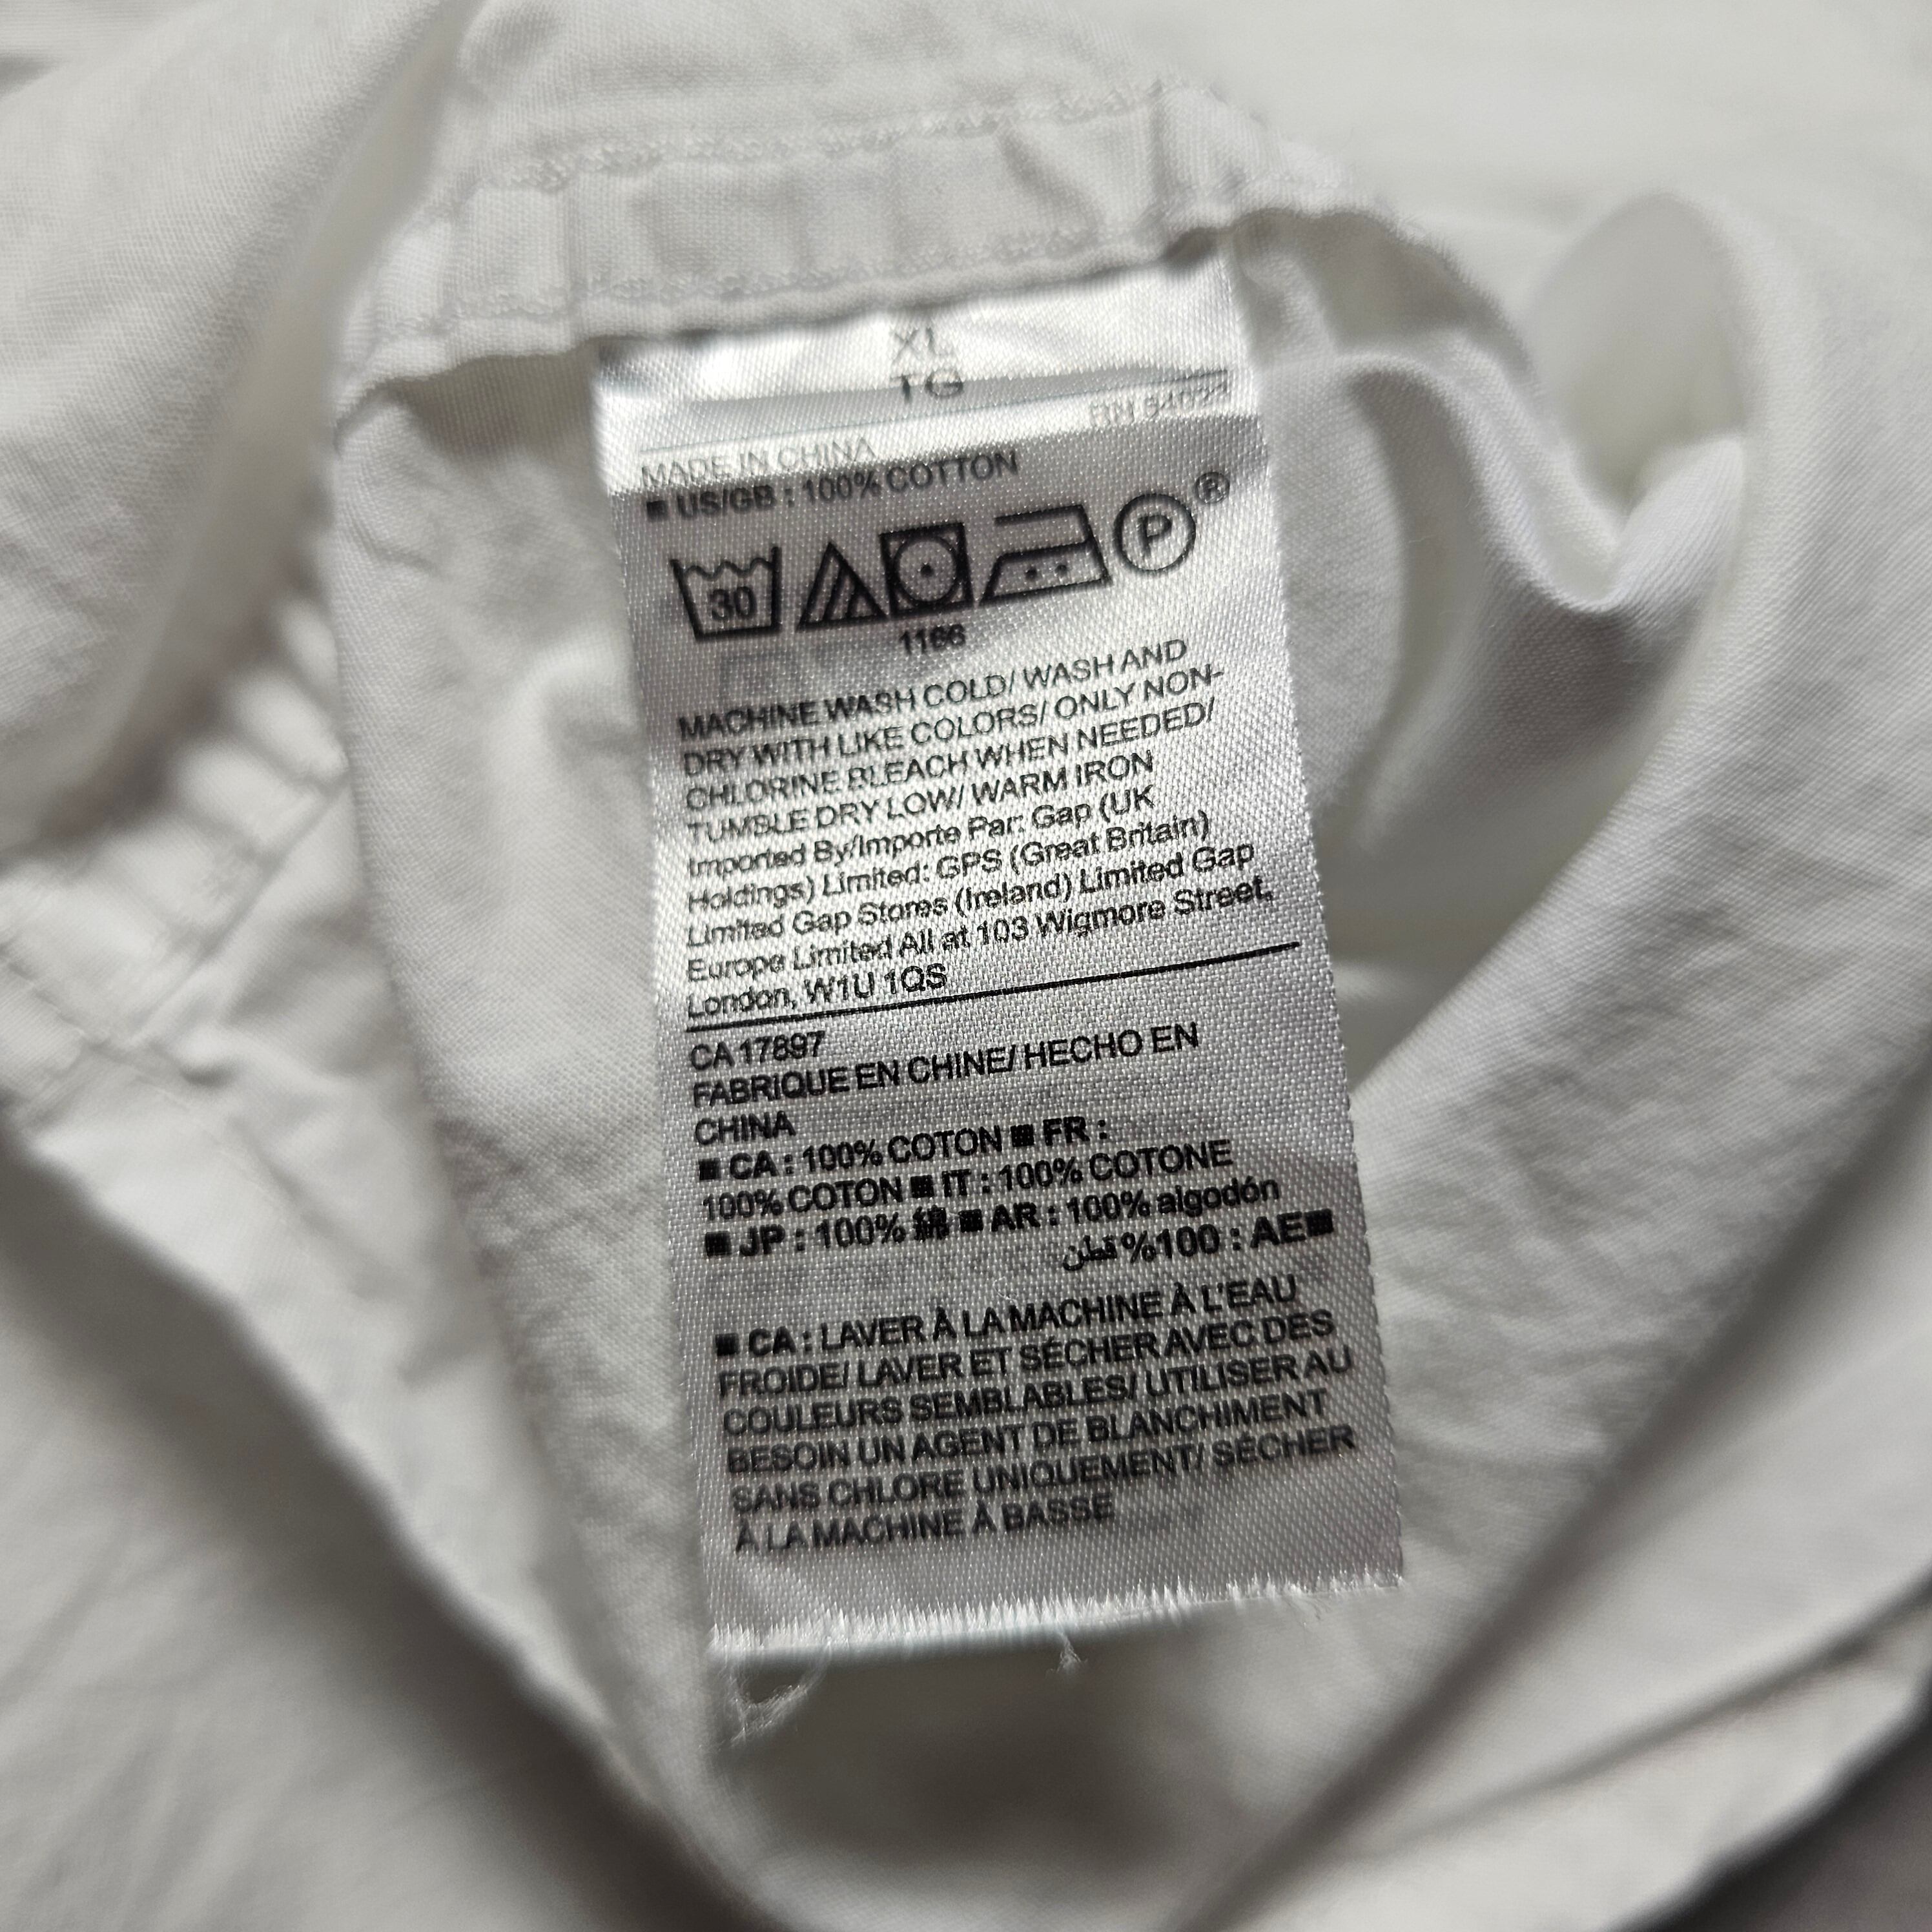 XL
TG
RN 54023
MADE IN CHINA
■ US/GB : 100% COTTON
30
P ®
1166
MACHINE WASH COLD/ WASH AND
DRY WITH LIKE COLORS/ ONLY NON-
CHLORINE BLEACH WHEN NEEDED/
TUMBLE DRY LOW/ WARM IRON
Imported By/Importe Par: Gap (UK
Holdings) Limited: GPS (Great Britain)
Limited Gap Stores (Ireland) Limited Gap
Europe Limited All at 103 Wigmore Street,
London, W1U 1QS
CA 17897
FABRIQUE EN CHINE/ HECHO EN
CHINA
■ CA : 100% COTON ■ FR :
100% COTON ■ IT : 100% COTONE
■ JP : 100% 綿 ■ AR : 100% algodón
■AE : 100% قطن
■ CA : LAVER À LA MACHINE À L'EAU
FROIDE/ LAVER ET SÉCHER AVEC DES
COULEURS SEMBLABLES/ UTILISER AU
BESOIN UN AGENT DE BLANCHIMENT
SANS CHLORE UNIQUEMENT/ SÉCHER
À LA MACHINE À BASSE